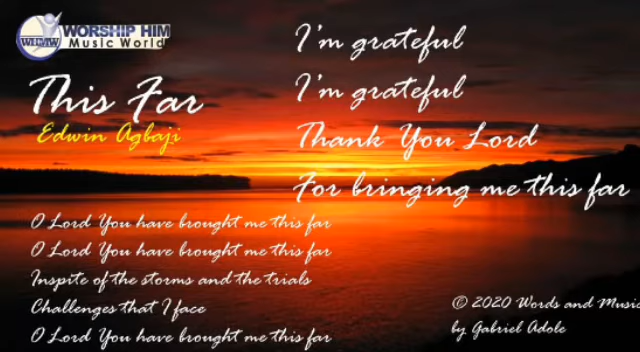 WORSHIP HIM
WHMW Music World
This Far
Edwin Agbaji
O Lord You have brought me this far
O Lord You have brought me this far
Inspite of the storms and the trials
Challenges that I face
O Lord You have brought me this far
I'm grateful
I'm grateful
Thank You Lord
For bringing me this far
© 2020 Words and Music
by Gabriel Adole